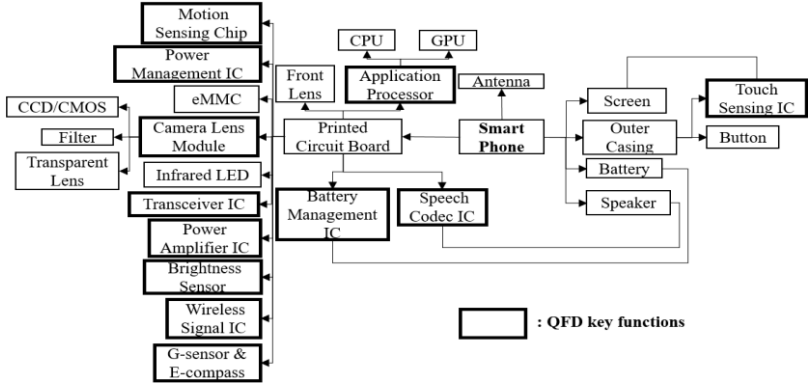 Motion
Sensing Chip
Power
Management IC
eMMC
CCD/CMOS
Filter
Transparent
Lens
Camera Lens
Module
Infrared LED
Transceiver IC
Power
Amplifier IC
Brightness
Sensor
Wireless
Signal IC
G-sensor &
E-compass
CPU
GPU
Front
Lens
Application
Processor
Printed
Circuit Board
Battery
Management
IC
Speech
Codec IC
Antenna
Smart
Phone
Screen
Outer
Casing
Battery
Speaker
Touch
Sensing IC
Button
: QFD key functions